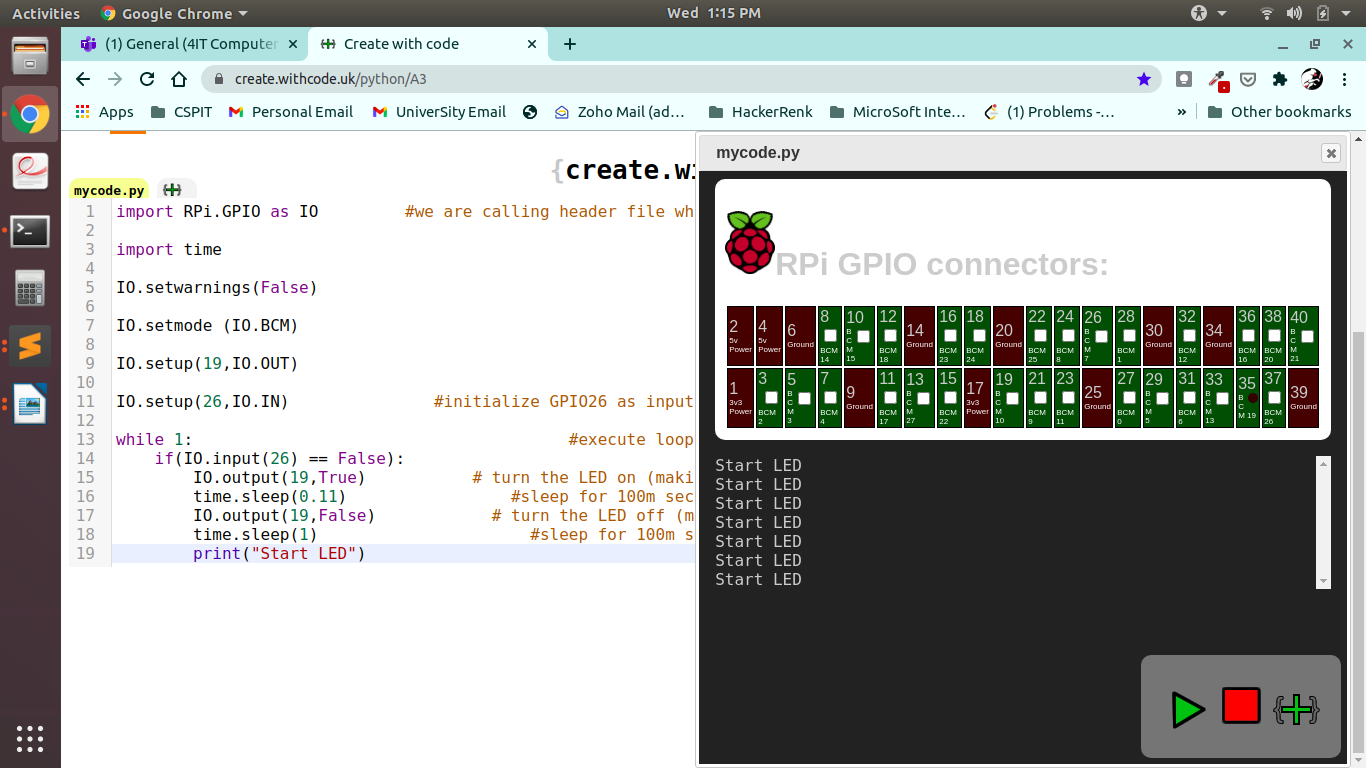 Activities
Google Chrome
Wed 1:15 PM
(1) General (4IT Computer
Create with code
create.withcode.uk/python/A3
Apps
CSPIT
Personal Email
UniverSity Email
Zoho Mail (ad...
HackerRenk
MicroSoft Inte...
(1) Problems -...
»
Other bookmarks
{create.wi
mycode.py
1 import RPi.GPIO as IO #we are calling header file wh
2
3 import time
4
5 IO.setwarnings(False)
6
7 IO.setmode (IO.BCM)
8
9 IO.setup(19,IO.OUT)
10
11 IO.setup(26,IO.IN) #initialize GPIO26 as input
12
13 while 1: #execute loop
14 if(IO.input(26) == False):
15 IO.output(19,True) # turn the LED on (maki
16 time.sleep(0.11) #sleep for 100m sec
17 IO.output(19,False) # turn the LED off (m
18 time.sleep(1) #sleep for 100m s
19 print("Start LED")
mycode.py
RPi GPIO connectors:
2 5v Power
4 5v Power
6 Ground
8 BCM 14
10 BCM 15
12 BCM 18
14 Ground
16 BCM 23
18 BCM 24
20 Ground
22 BCM 25
24 BCM 8
26 BCM 7
28 BCM 1
30 Ground
32 BCM 12
34 Ground
36 BCM 16
38 BCM 20
40 BCM 21
1 3v3 Power
3 BCM 2
5 BCM 3
7 BCM 4
9 Ground
11 BCM 17
13 BCM 27
15 BCM 22
17 3v3 Power
19 BCM 10
21 BCM 9
23 BCM 11
25 Ground
27 BCM 0
29 BCM 5
31 BCM 6
33 BCM 13
35 BCM 19
37 BCM 26
39 Ground
Start LED
Start LED
Start LED
Start LED
Start LED
Start LED
Start LED